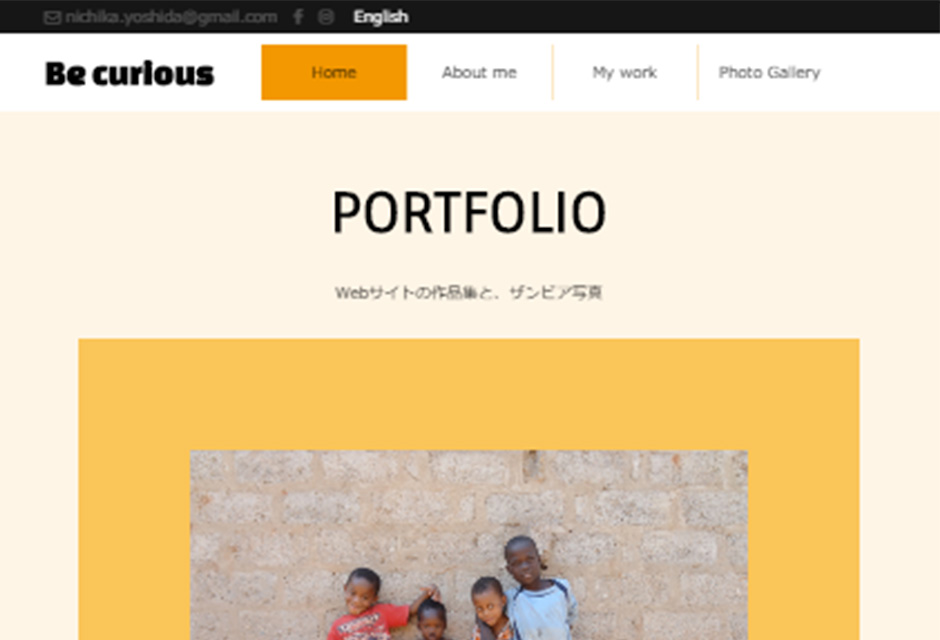 nichika.yoshida@gmail.com English
Be curious Home About me My work Photo Gallery
PORTFOLIO
Webサイトの作品集と、ザンビア写真